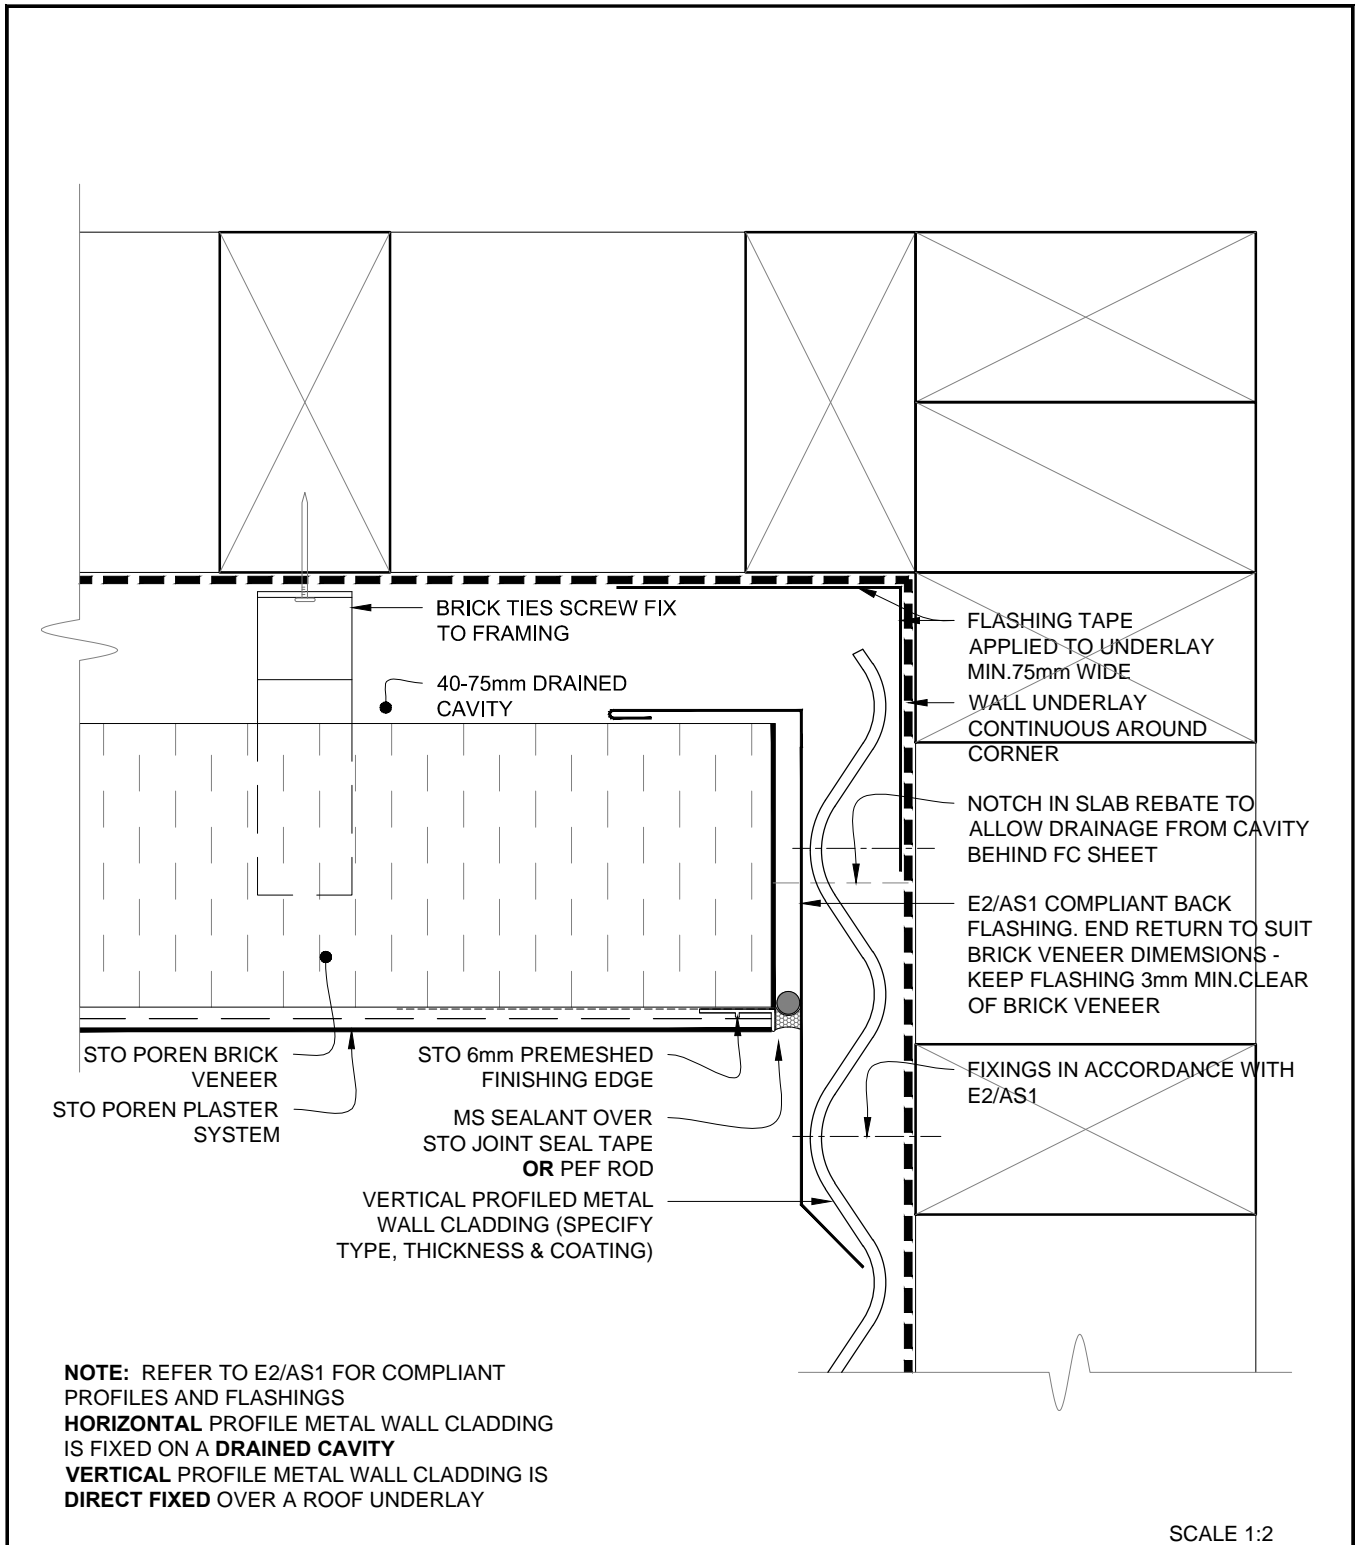 BRICK TIES SCREW FIX
TO FRAMING
40-75mm DRAINED
CAVITY
FLASHING TAPE
APPLIED TO UNDERLAY
MIN.75mm WIDE
WALL UNDERLAY
CONTINUOUS AROUND
CORNER
NOTCH IN SLAB REBATE TO
ALLOW DRAINAGE FROM CAVITY
BEHIND FC SHEET
E2/AS1 COMPLIANT BACK
FLASHING. END RETURN TO SUIT
BRICK VENEER DIMEMSIONS -
KEEP FLASHING 3mm MIN.CLEAR
OF BRICK VENEER
STO POREN BRICK
VENEER
STO POREN PLASTER
SYSTEM
STO 6mm PREMESHED
FINISHING EDGE
MS SEALANT OVER
STO JOINT SEAL TAPE
OR PEF ROD
VERTICAL PROFILED METAL
WALL CLADDING (SPECIFY
TYPE, THICKNESS & COATING)
FIXINGS IN ACCORDANCE WITH
E2/AS1
NOTE: REFER TO E2/AS1 FOR COMPLIANT
PROFILES AND FLASHINGS
HORIZONTAL PROFILE METAL WALL CLADDING
IS FIXED ON A DRAINED CAVITY
VERTICAL PROFILE METAL WALL CLADDING IS
DIRECT FIXED OVER A ROOF UNDERLAY
SCALE 1:2